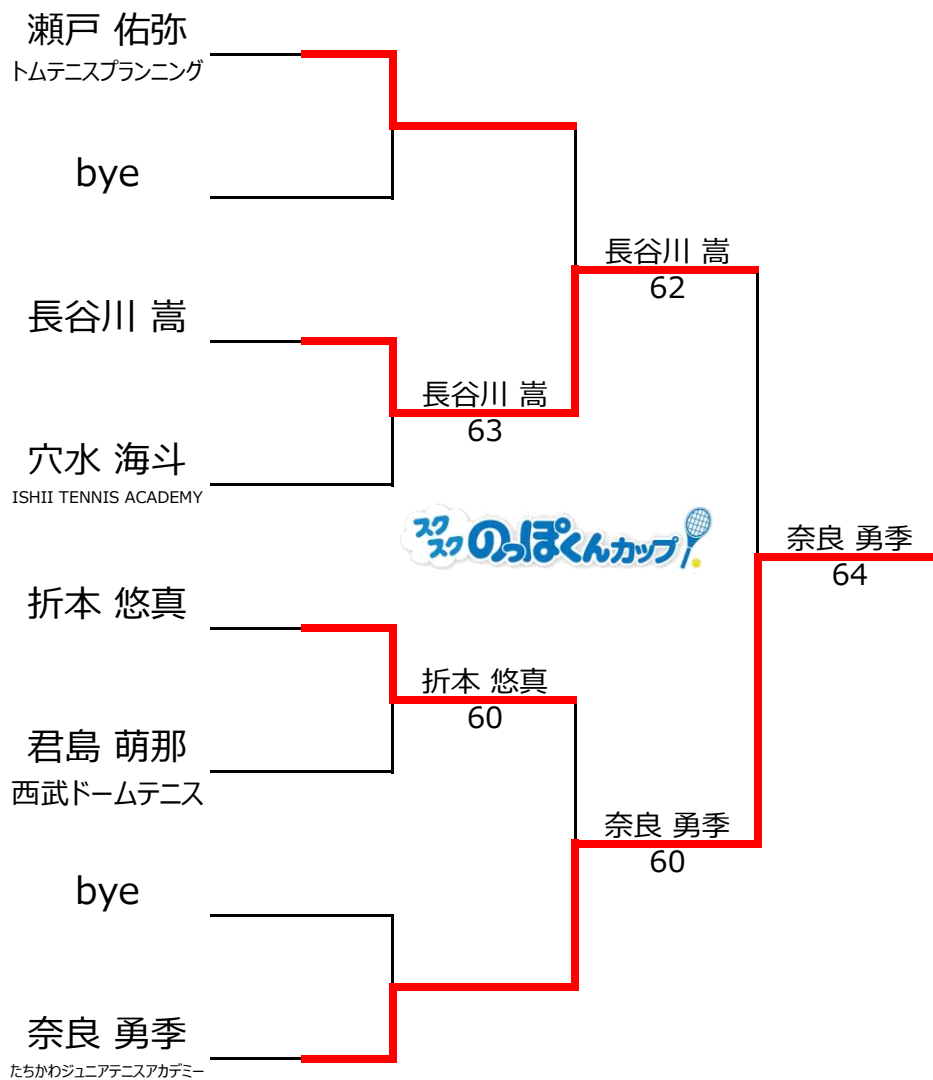 瀬戸 佑弥
トムテニスプランニング
bye
長谷川 嵩
62
長谷川 嵩
長谷川 嵩
63
穴水 海斗
ISHII TENNIS ACADEMY
スクスク のっぽくんカップ
奈良 勇季
64
折本 悠真
折本 悠真
60
君島 萌那
西武ドームテニス
奈良 勇季
60
bye
奈良 勇季
たちかわジュニアテニスアカデミー